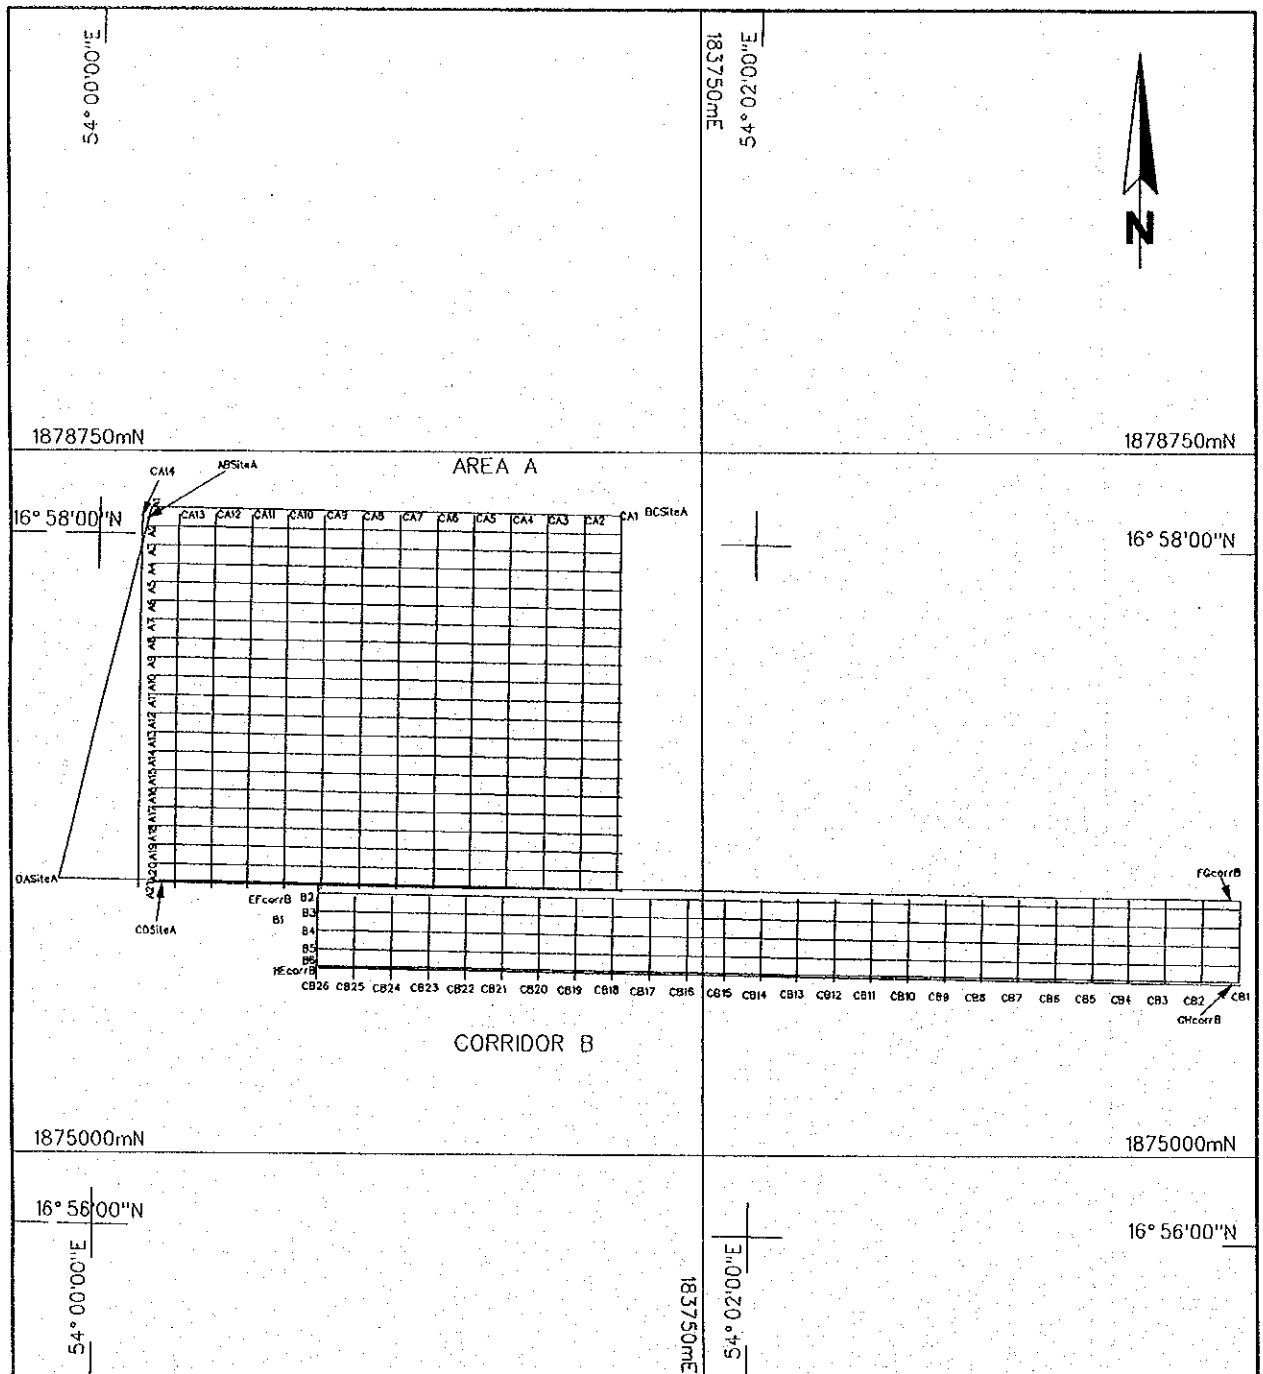 54° 00'00"E
183750mE
54° 02'00"E
N
1878750mN
1878750mN
AREA A
CA14
ABSiteA
16° 58'00"N
CA13 CA12 CA11 CA10 CA9 CA8 CA7 CA6 CA5 CA4 CA3 CA2 CA1 BCSiteA
16° 58'00"N
A2
A3
A4
A5
A6
A7
A8
A9
A10
A11
A12
A13
A14
A15
A16
A17
A18
A19
A20
A21
DASiteA
CDSiteA
FGcorrB
EFcorrB B2
B1 B3
B4
B5
B6
HEcorrB
CB26 CB25 CB24 CB23 CB22 CB21 CB20 CB19 CB18 CB17 CB16 CB15 CB14 CB13 CB12 CB11 CB10 CB9 CB8 CB7 CB6 CB5 CB4 CB3 CB2 CB1
GHcorrB
CORRIDOR B
1875000mN
1875000mN
16° 56'00"N
16° 56'00"N
54° 00'00"E
183750mE
54° 02'00"E